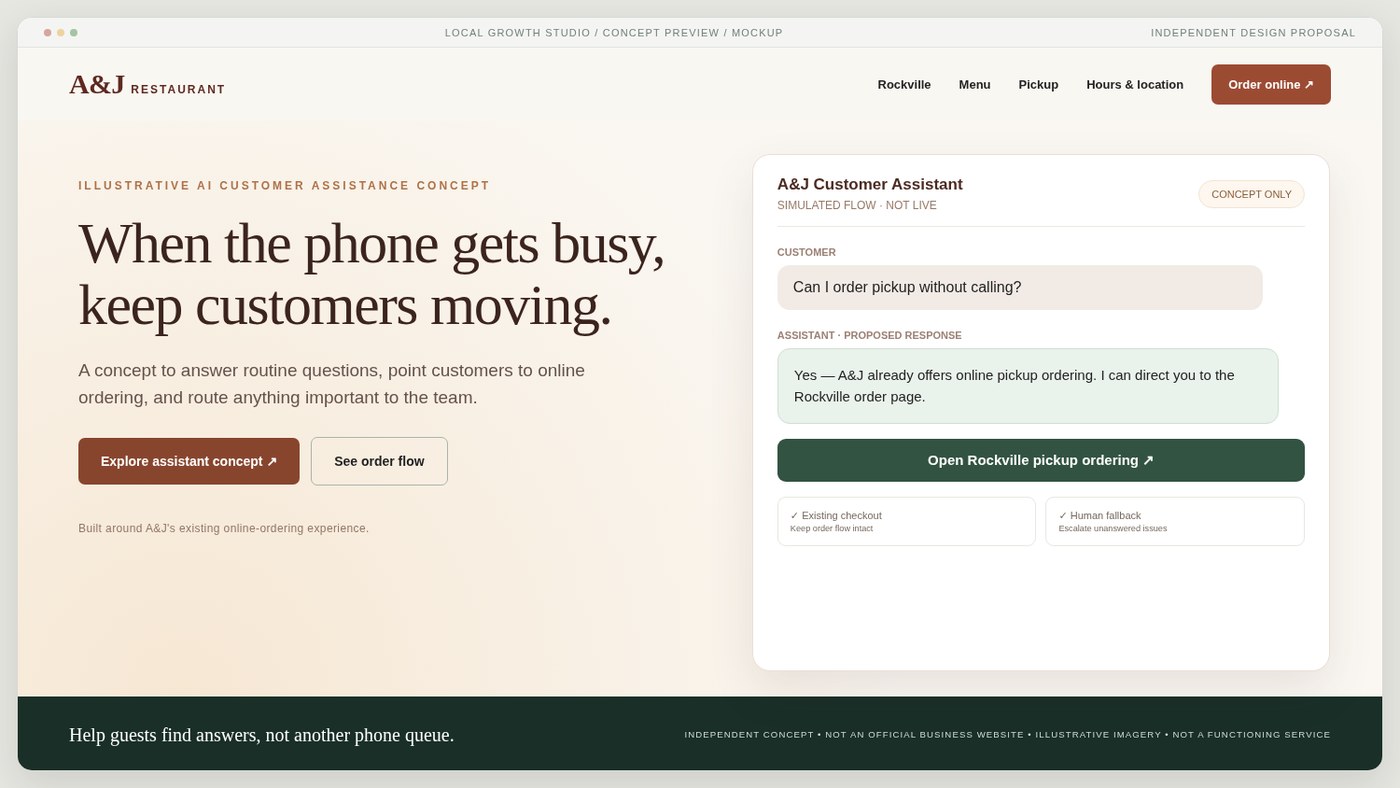 LOCAL GROWTH STUDIO / CONCEPT PREVIEW / MOCKUP
INDEPENDENT DESIGN PROPOSAL
A&J RESTAURANT
Rockville
Menu
Pickup
Hours & location
Order online ↗
ILLUSTRATIVE AI CUSTOMER ASSISTANCE CONCEPT
When the phone gets busy,
keep customers moving.
A concept to answer routine questions, point customers to online
ordering, and route anything important to the team.
Explore assistant concept ↗
See order flow
Built around A&J's existing online-ordering experience.
A&J Customer Assistant
SIMULATED FLOW · NOT LIVE
CONCEPT ONLY
CUSTOMER
Can I order pickup without calling?
ASSISTANT · PROPOSED RESPONSE
Yes — A&J already offers online pickup ordering. I can direct you to the
Rockville order page.
Open Rockville pickup ordering ↗
✓ Existing checkout
Keep order flow intact
✓ Human fallback
Escalate unanswered issues
Help guests find answers, not another phone queue.
INDEPENDENT CONCEPT • NOT AN OFFICIAL BUSINESS WEBSITE • ILLUSTRATIVE IMAGERY • NOT A FUNCTIONING SERVICE